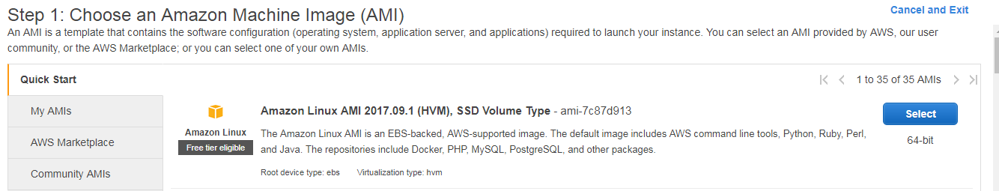 Step 1: Choose an Amazon Machine Image (AMI)
Cancel and Exit
An AMI is a template that contains the software configuration (operating system, application server, and applications) required to launch your instance. You can select an AMI provided by AWS, our user
community, or the AWS Marketplace; or you can select one of your own AMIs.
Quick Start
1 to 35 of 35 AMIs
My AMIs
AWS Marketplace
Community AMIs
Amazon Linux
Free tier eligible
Amazon Linux AMI 2017.09.1 (HVM), SSD Volume Type - ami-7c87d913
The Amazon Linux AMI is an EBS-backed, AWS-supported image. The default image includes AWS command line tools, Python, Ruby, Perl,
and Java. The repositories include Docker, PHP, MySQL, PostgreSQL, and other packages.
Root device type: ebs Virtualization type: hvm
Select
64-bit